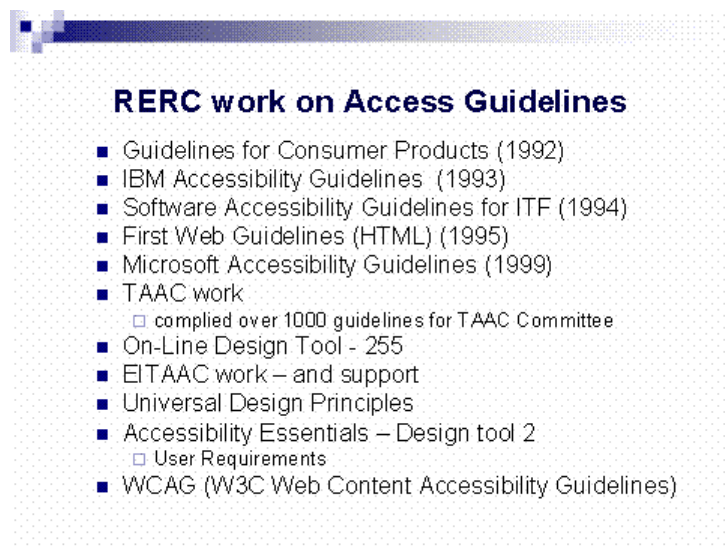 RERC work on Access Guidelines
Guidelines for Consumer Products (1992)
IBM Accessibility Guidelines (1993)
Software Accessibility Guidelines for ITF (1994)
First Web Guidelines (HTML) (1995)
Microsoft Accessibility Guidelines (1999)
TAAC work
complied over 1000 guidelines for TAAC Committee
On-Line Design Tool - 255
EITAAC work – and support
Universal Design Principles
Accessibility Essentials – Design tool 2
User Requirements
WCAG (W3C Web Content Accessibility Guidelines)